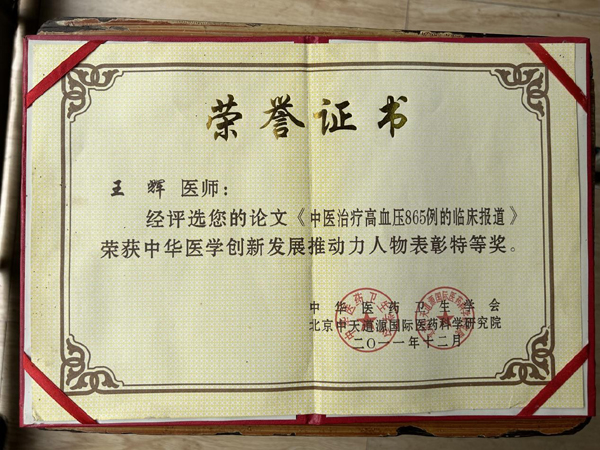 荣誉证书
王辉 医师：
经评选您的论文《中医治疗高血压865例的临床报道》
荣获中华医学创新发展推动力人物表彰特等奖。
中华医药卫生学会
北京中天道源国际医药科学研究院
二〇一一年十二月